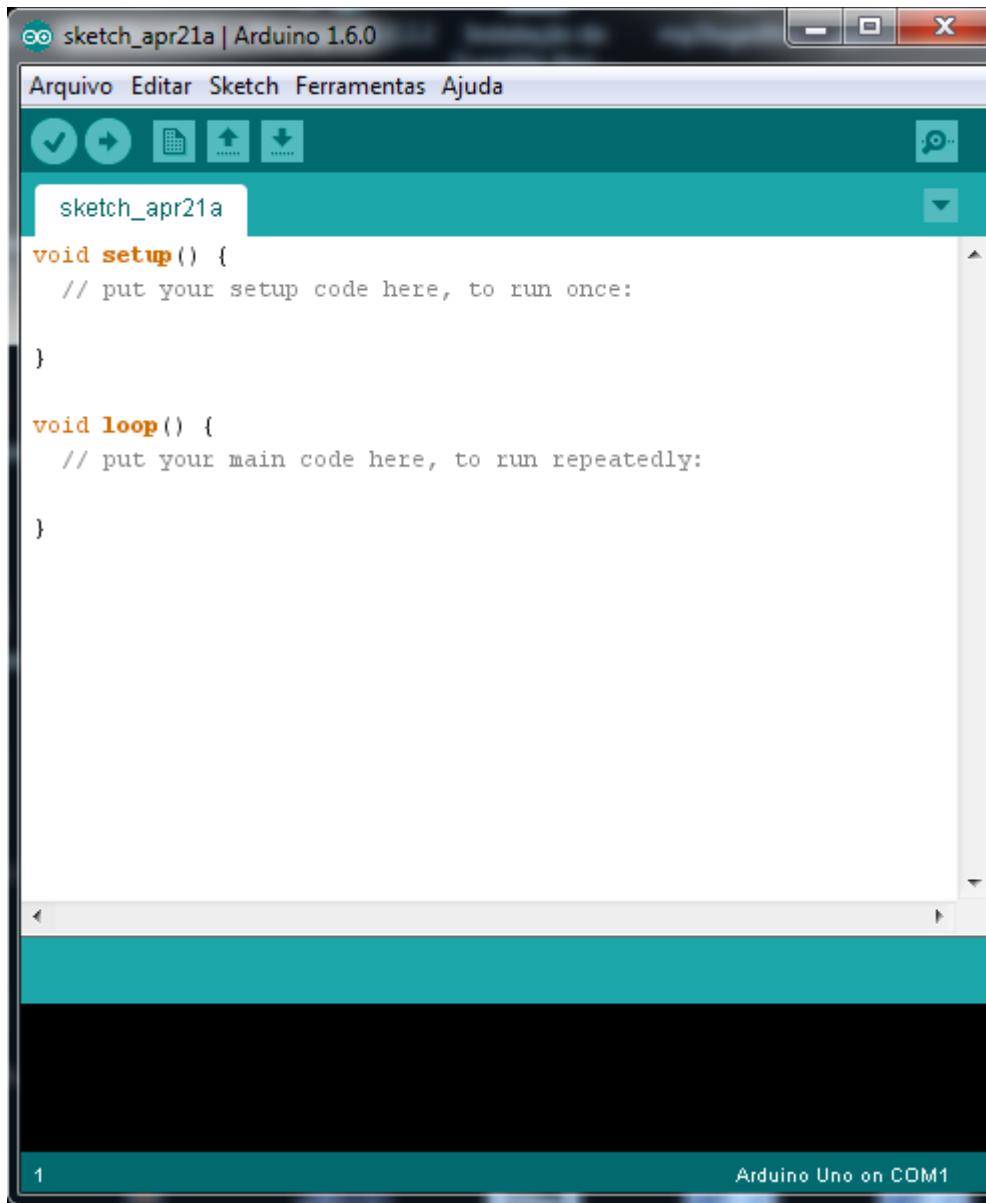 sketch_apr21a | Arduino 1.6.0
Arquivo Editar Sketch Ferramentas Ajuda
sketch_apr21a
void setup() {
  // put your setup code here, to run once:
}
void loop() {
  // put your main code here, to run repeatedly:
}
1
Arduino Uno on COM1